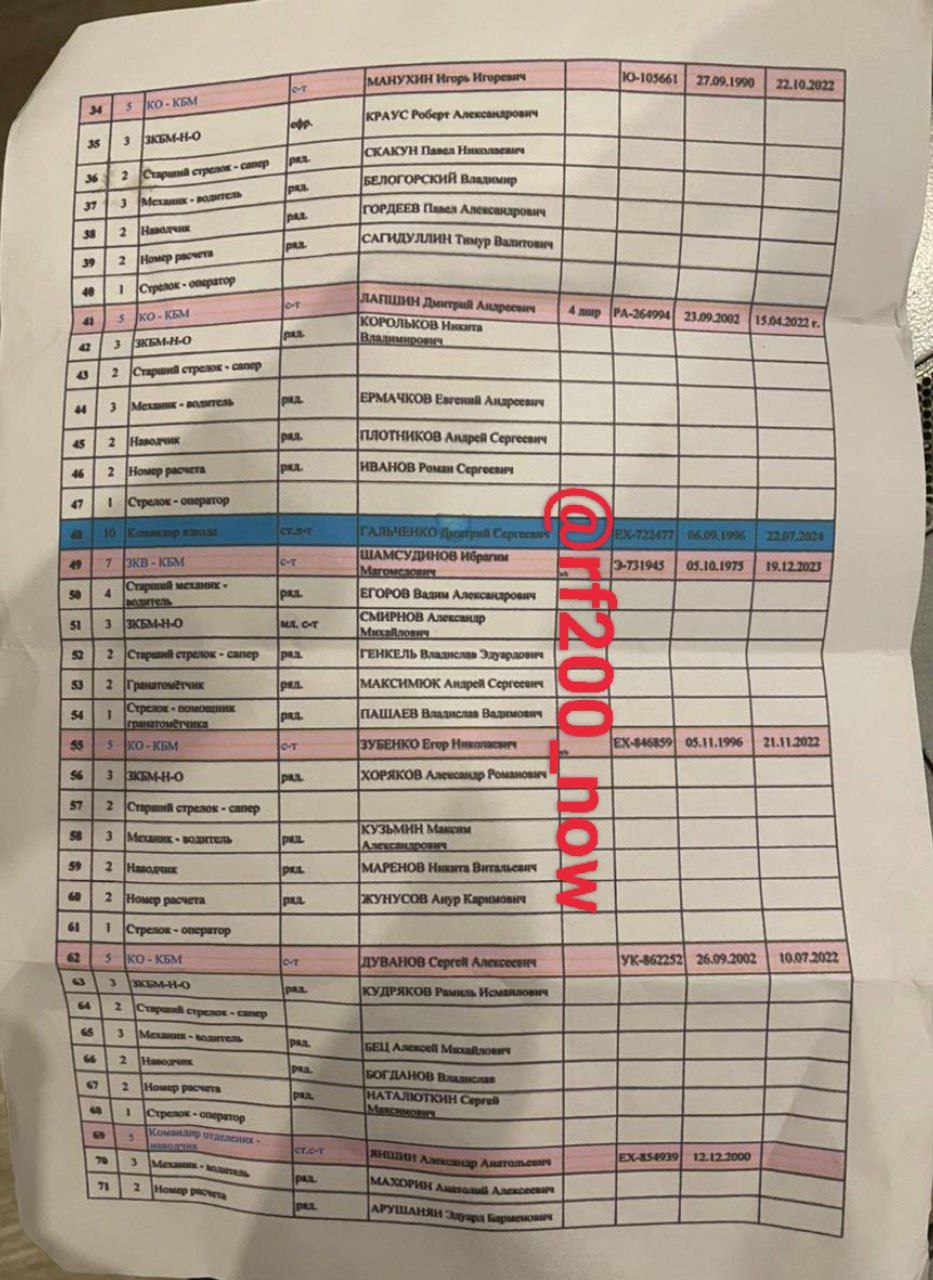 34 5 КО - КБМ с-т МАНУХИН Игорь Игоревич Ю-105661 27.09.1990 22.10.2022
35 3 ЗКБМ-Н-О ефр. КРАУС Роберт Александрович
36 2 Старший стрелок - сапер ряд. СКАКУН Павел Николаевич
37 3 Механик - водитель ряд. БЕЛОГОРСКИЙ Владимир
38 2 Наводчик ряд. ГОРДЕЕВ Павел Александрович
39 2 Номер расчета ряд. САГИДУЛЛИН Тимур Валитович
40 1 Стрелок - оператор
41 5 КО - КБМ с-т ЛАПШИН Дмитрий Андреевич 4 дшр РА-264994 23.09.2002 15.04.2022 г.
42 3 ЗКБМ-Н-О ряд. КОРОЛЬКОВ Никита
Владимирович
43 2 Старший стрелок - сапер
44 3 Механик - водитель ряд. ЕРМАЧКОВ Евгений Андреевич
45 2 Наводчик ряд. ПЛОТНИКОВ Андрей Сергеевич
46 2 Номер расчета ряд. ИВАНОВ Роман Сергеевич
47 1 Стрелок - оператор
48 10 Командир взвода ст.л-т ГАЛЬЧЕНКО Дмитрий Сергеевич ЕХ-722477 06.09.1996 22.07.2024
49 7 ЗКВ - КБМ с-т ШАМСУДИНОВ Ибрагим
Магомедович Э-731945 05.10.1975 19.12.2023
50 4 Старший механик -
водитель ряд. ЕГОРОВ Вадим Александрович
51 3 ЗКБМ-Н-О мл. с-т СМИРНОВ Александр
Михайлович
52 2 Старший стрелок - сапер ряд. ГЕНКЕЛЬ Владислав Эдуардович
53 2 Гранатомётчик ряд. МАКСИМЮК Андрей Сергеевич
54 1 Стрелок - помощник
гранатомётчика ряд. ПАШАЕВ Владислав Вадимович
55 5 КО - КБМ с-т ЗУБЕНКО Егор Николаевич ЕХ-846859 05.11.1996 21.11.2022
56 3 ЗКБМ-Н-О ряд. ХОРЯКОВ Александр Романович
57 2 Старший стрелок - сапер
58 3 Механик - водитель ряд. КУЗЬМИН Максим
Александрович
59 2 Наводчик ряд. МАРЕНОВ Никита Витальевич
60 2 Номер расчета ряд. ЖУНУСОВ Анур Каримович
61 1 Стрелок - оператор
62 5 КО - КБМ с-т ДУВАНОВ Сергей Алексеевич УК-862252 26.09.2002 10.07.2022
63 3 ЗКБМ-Н-О ряд. КУДРЯКОВ Рамиль Исмаилович
64 2 Старший стрелок - сапер
65 3 Механик - водитель ряд. БЕЦ Алексей Михайлович
66 2 Наводчик ряд. БОГДАНОВ Владислав
67 2 Номер расчета ряд. НАТАЛЮТКИН Сергей
Максимович
68 1 Стрелок - оператор
69 5 Командир отделения -
наводчик ст.с-т ЯНШИН Александр Анатольевич ЕХ-854939 12.12.2000
70 3 Механик - водитель ряд. МАХОРИН Анатолий Алексеевич
71 2 Номер расчета ряд. АРУШАНЯН Эдуард Барменович
@rf200_now